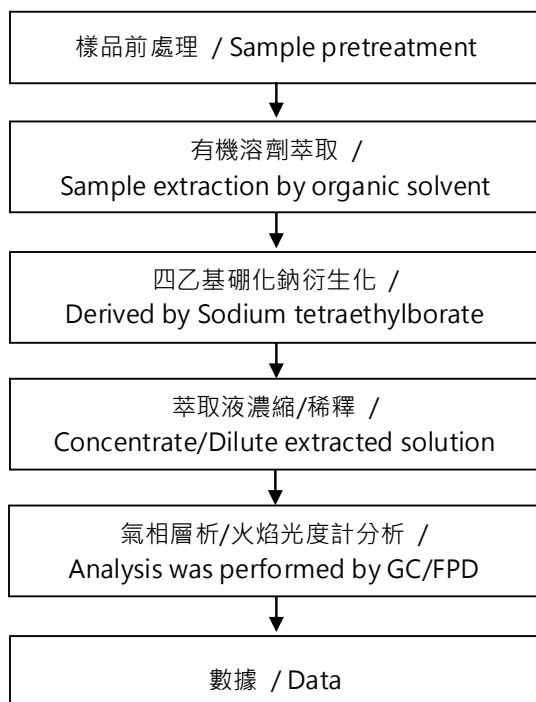 樣品前處理 / Sample pretreatment
有機溶劑萃取 /
Sample extraction by organic solvent
四乙基硼化鈉衍生化 /
Derived by Sodium tetraethylborate
萃取液濃縮/稀釋 /
Concentrate/Dilute extracted solution
氣相層析/火焰光度計分析 /
Analysis was performed by GC/FPD
數據 / Data